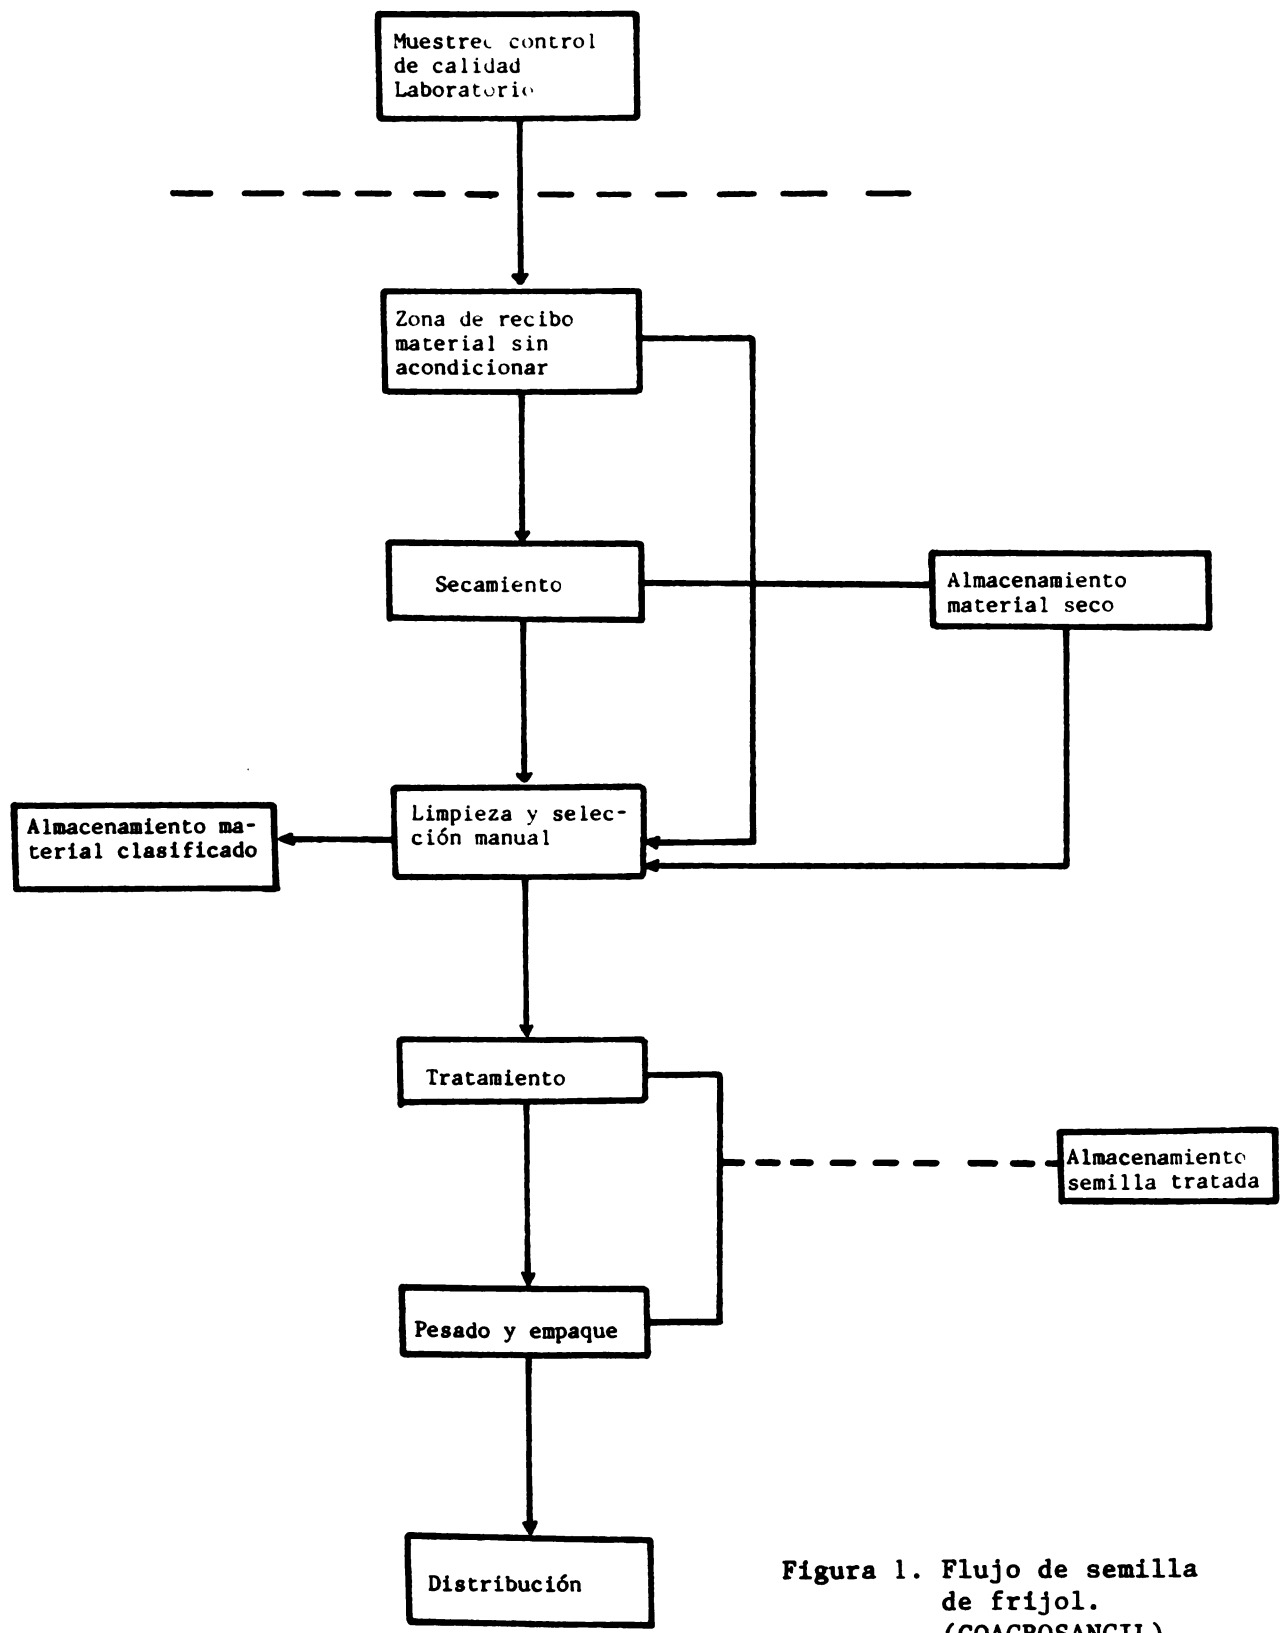 Muestreo control
de calidad
Laboratorio
Zona de recibo
material sin
acondicionar
Secamiento
Almacenamiento
material seco
Limpieza y selec-
ción manual
Almacenamiento ma-
terial clasificado
Tratamiento
Almacenamiento
semilla tratada
Pesado y empaque
Distribución
Figura 1. Flujo de semilla
de frijol.
(COAGROSANGIL)